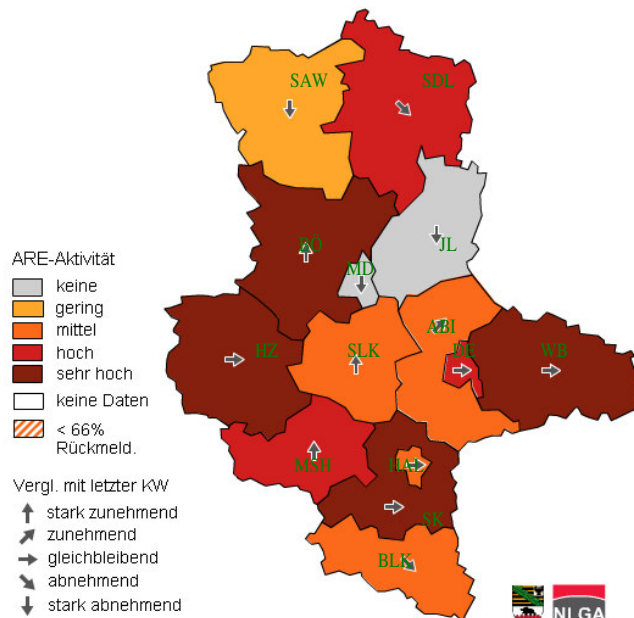 SAW
SDL
BÖ
MD
JL
ARE-Aktivität
keine
gering
mittel
hoch
sehr hoch
keine Daten
< 66%
Rückmeld.
ABI
HZ
SLK
DE
WB
MSH
HAL
SK
BLK
Vergl. mit letzter KW
stark zunehmend
zunehmend
gleichbleibend
abnehmend
stark abnehmend
NLGA